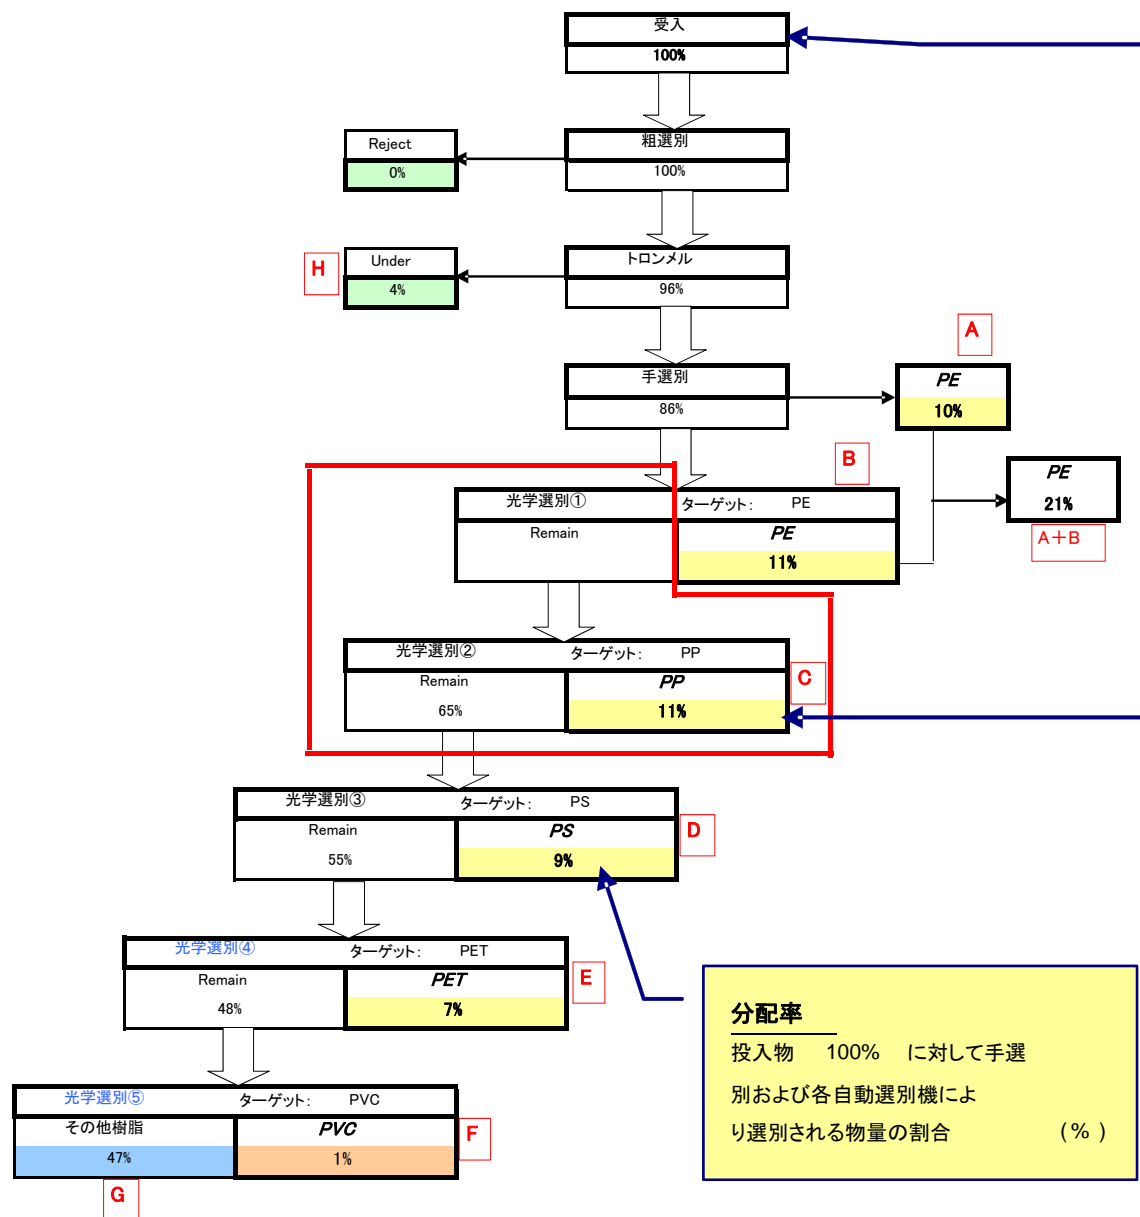 受入
100%
Reject
0%
粗選別
100%
H
Under
4%
トロンメル
96%
A
手選別
86%
PE
10%
B
PE
21%
A+B
光学選別① ターゲット： PE
Remain
PE
11%
光学選別② ターゲット： PP
Remain
65%
PP
11%
C
光学選別③ ターゲット： PS
Remain
55%
PS
9%
D
光学選別④ ターゲット： PET
Remain
48%
PET
7%
E
光学選別⑤ ターゲット： PVC
その他樹脂
47%
PVC
1%
F
G
分配率
投入物 100% に対して手選
別および各自動選別機によ
り選別される物量の割合 (%)